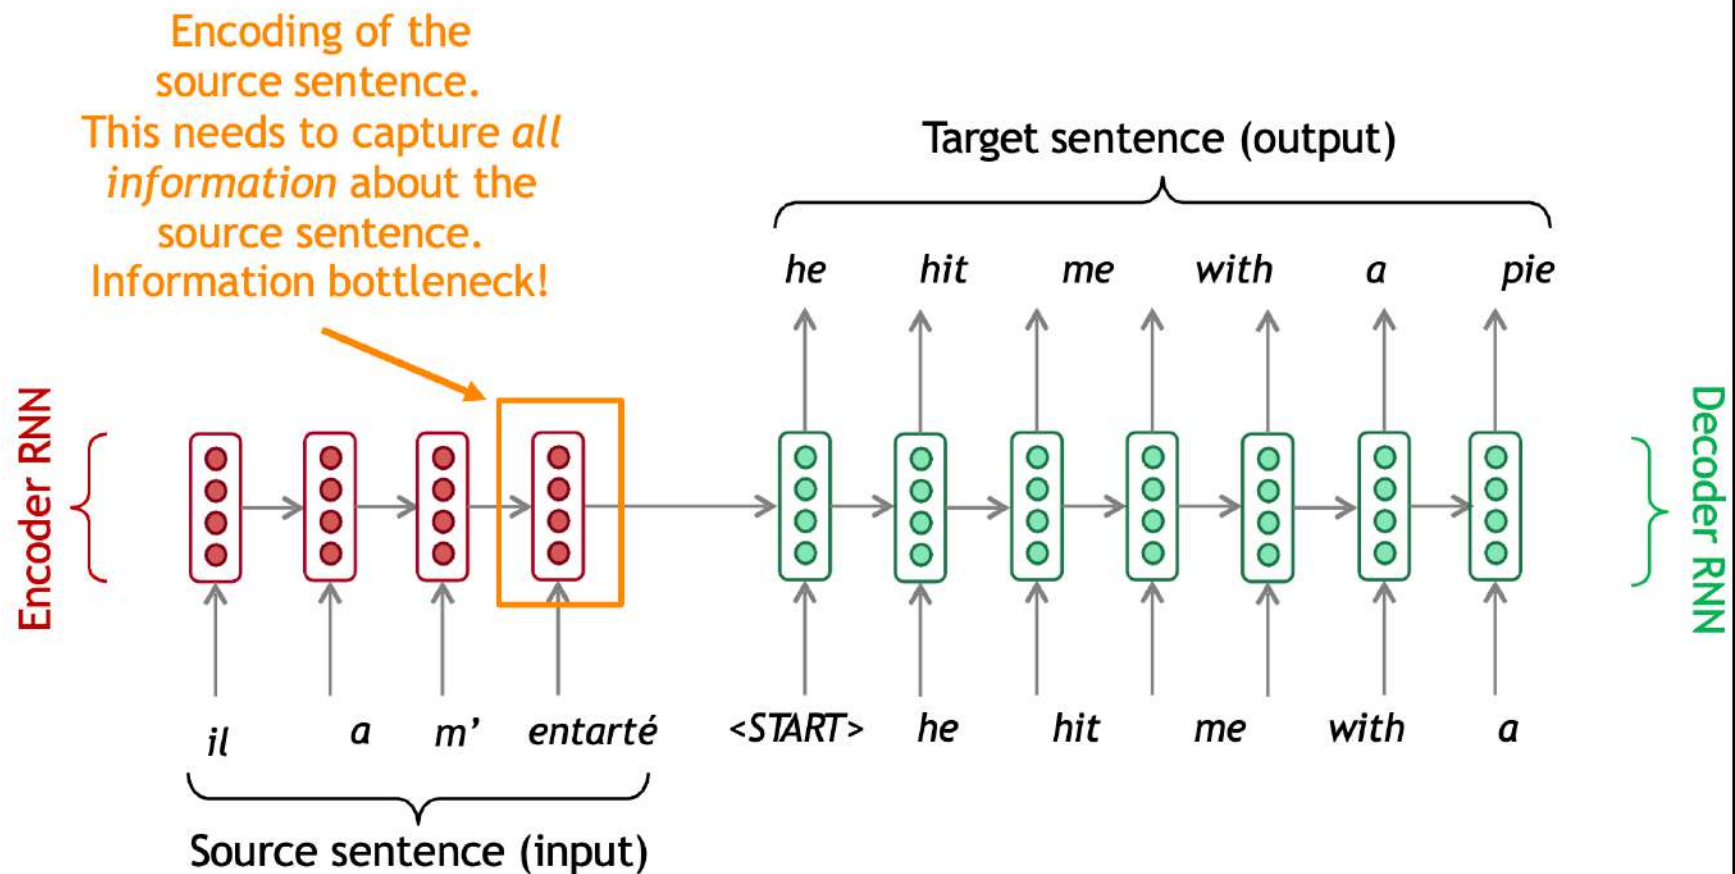 Encoding of the
source sentence.
This needs to capture all
information about the
source sentence.
Information bottleneck!
Target sentence (output)
he hit me with a pie
Encoder RNN
Decoder RNN
il a m’ entarté <START> he hit me with a
Source sentence (input)